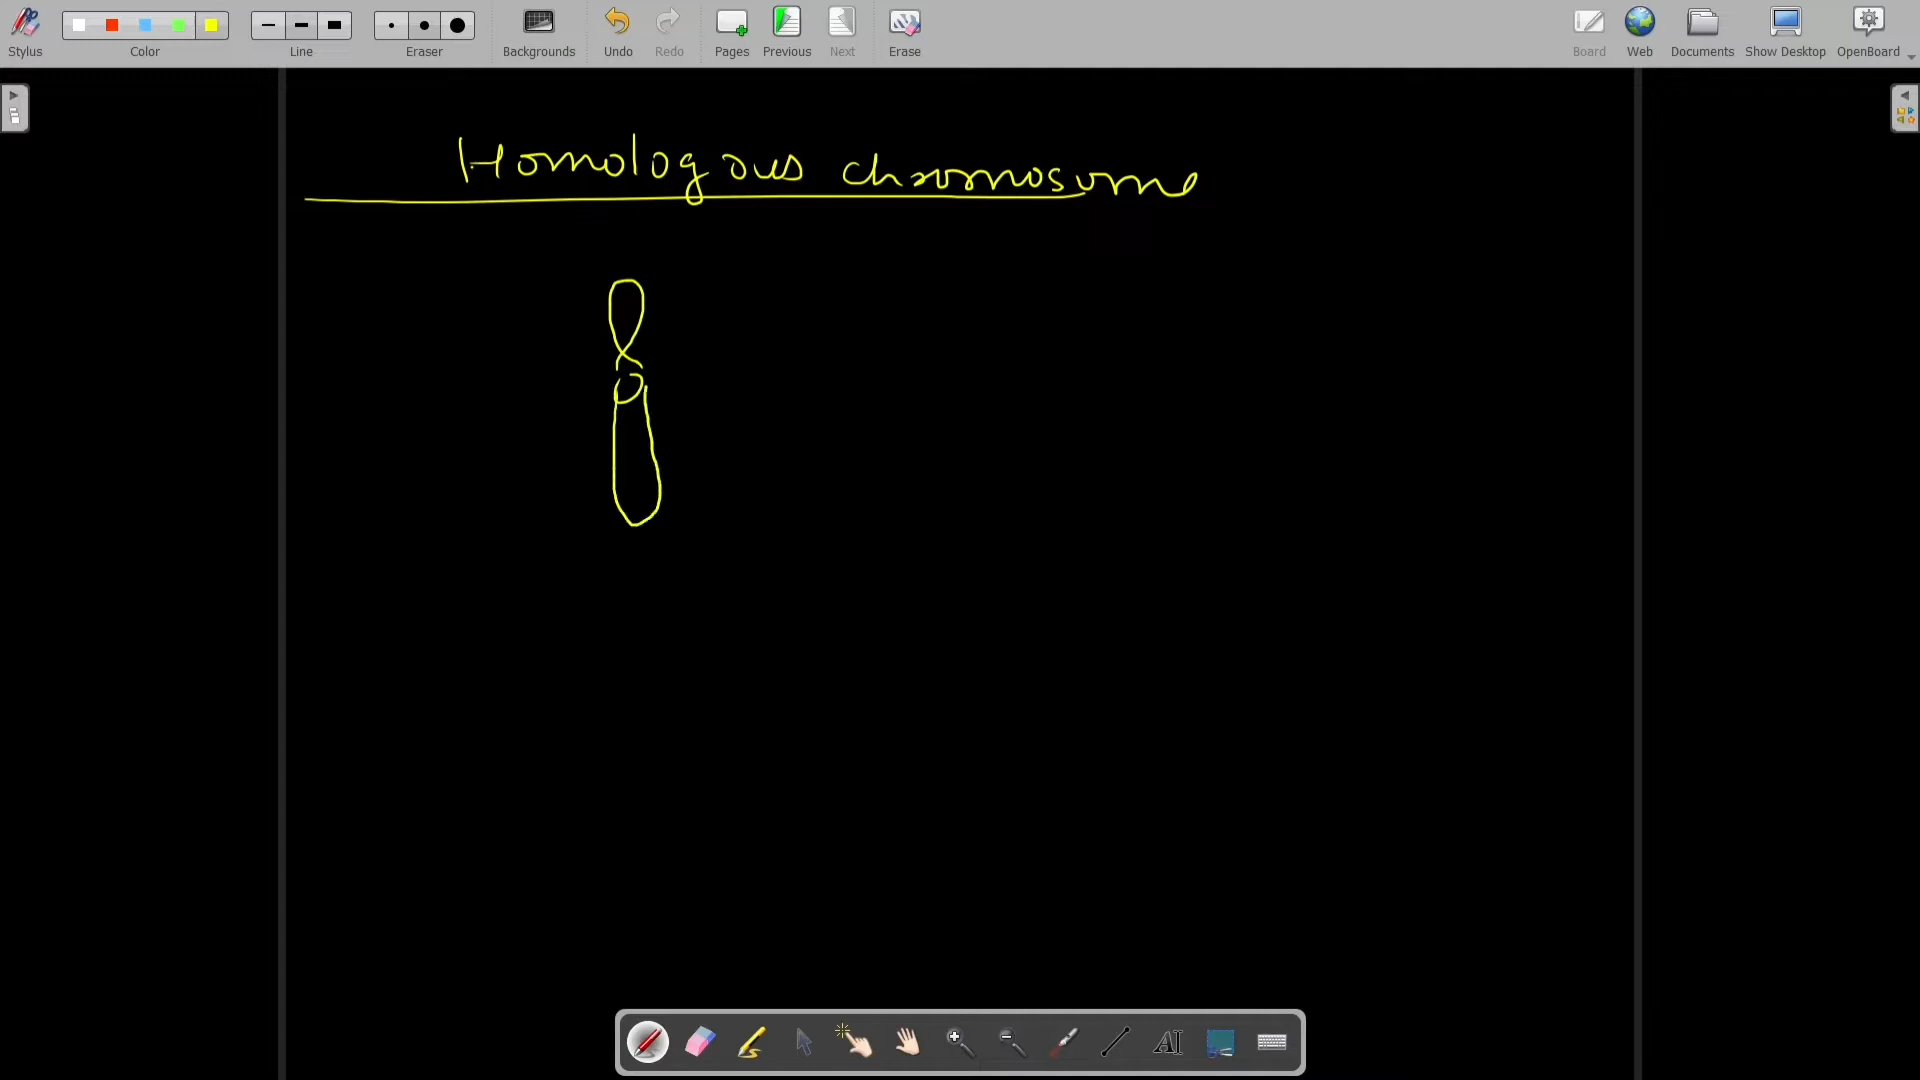 Stylus Color Line Eraser Backgrounds Undo Redo Pages Previous Next Erase Board Web Documents Show Desktop OpenBoard
Homologous chromosome
AI